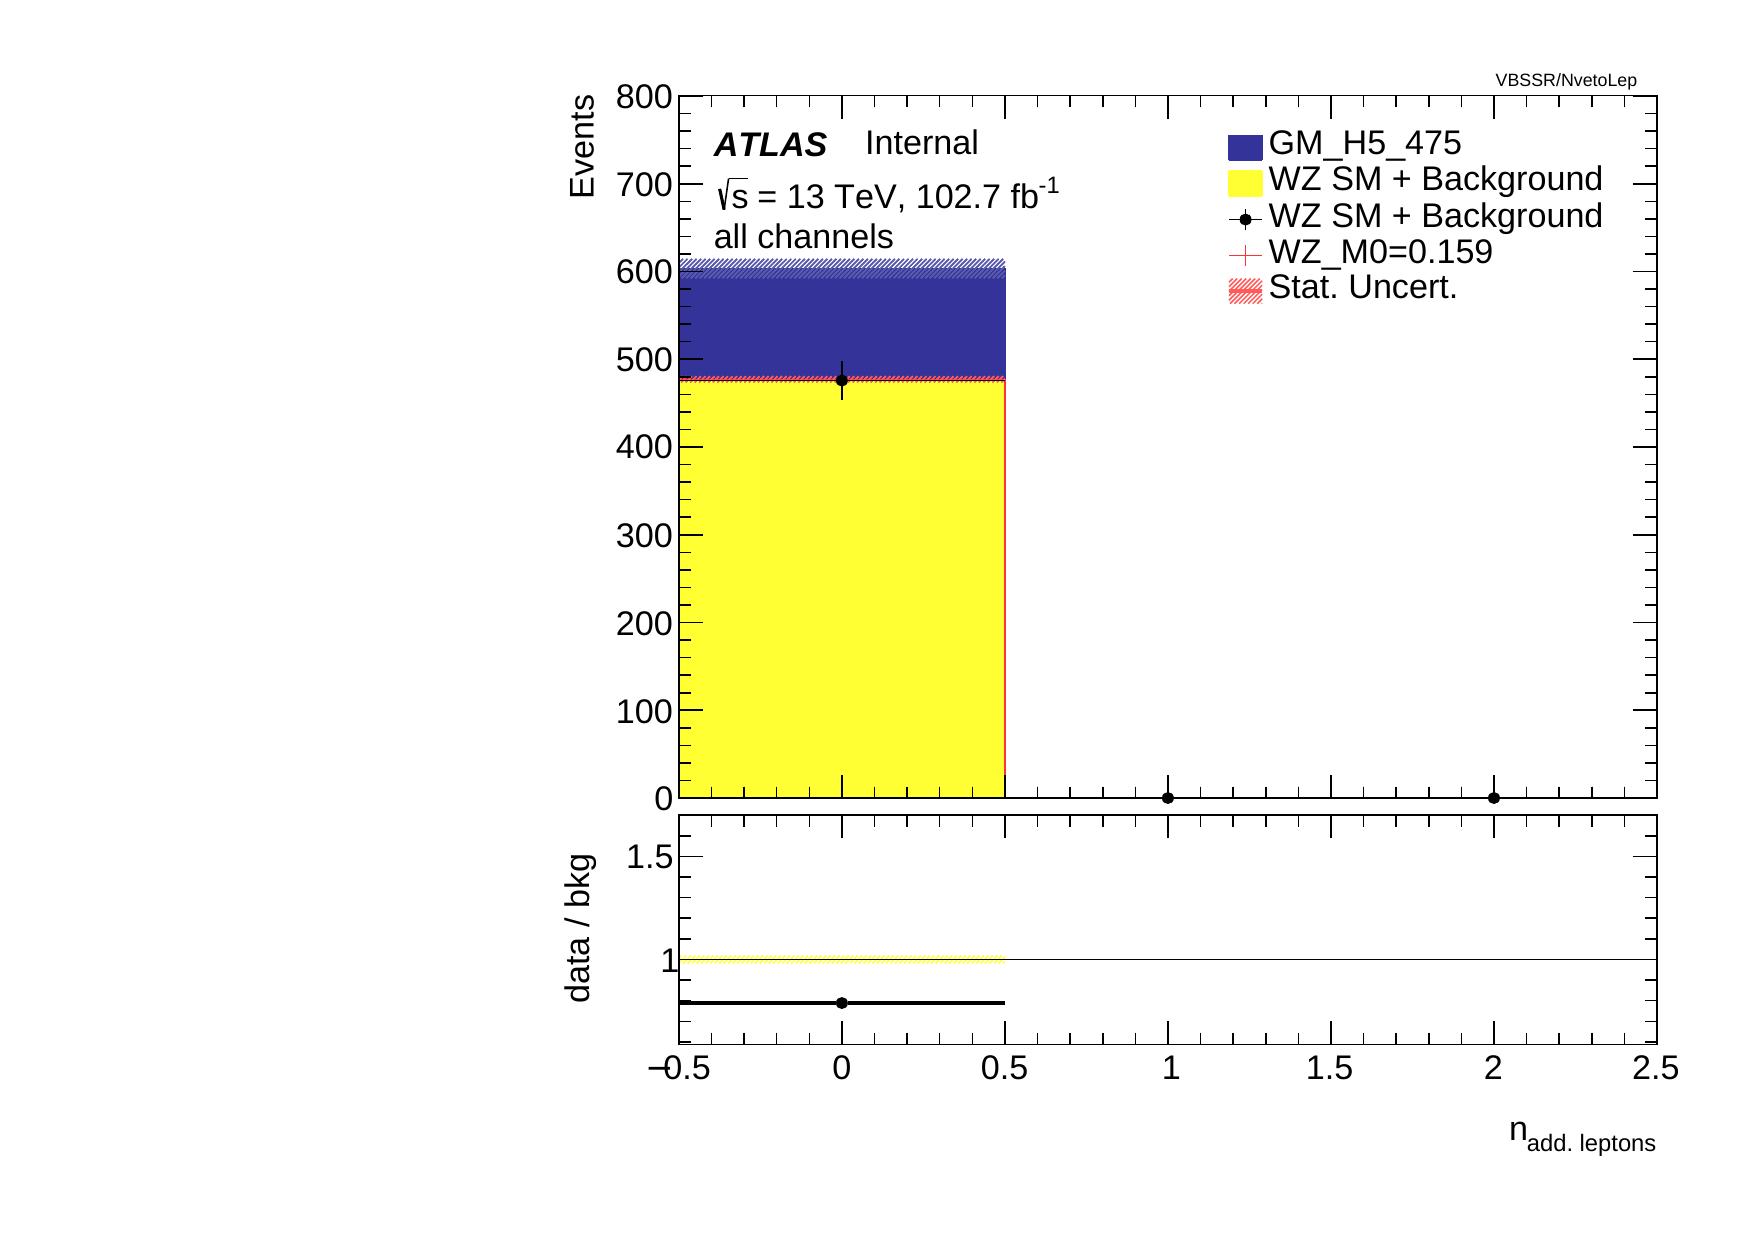 VBSSR/NvetoLep
Events
800
700
600
500
400
300
200
100
0
ATLAS Internal
√s = 13 TeV, 102.7 fb-1
all channels
GM_H5_475
WZ SM + Background
WZ SM + Background
WZ_M0=0.159
Stat. Uncert.
data / bkg
1.5
1
−0.5 0 0.5 1 1.5 2 2.5
nadd. leptons